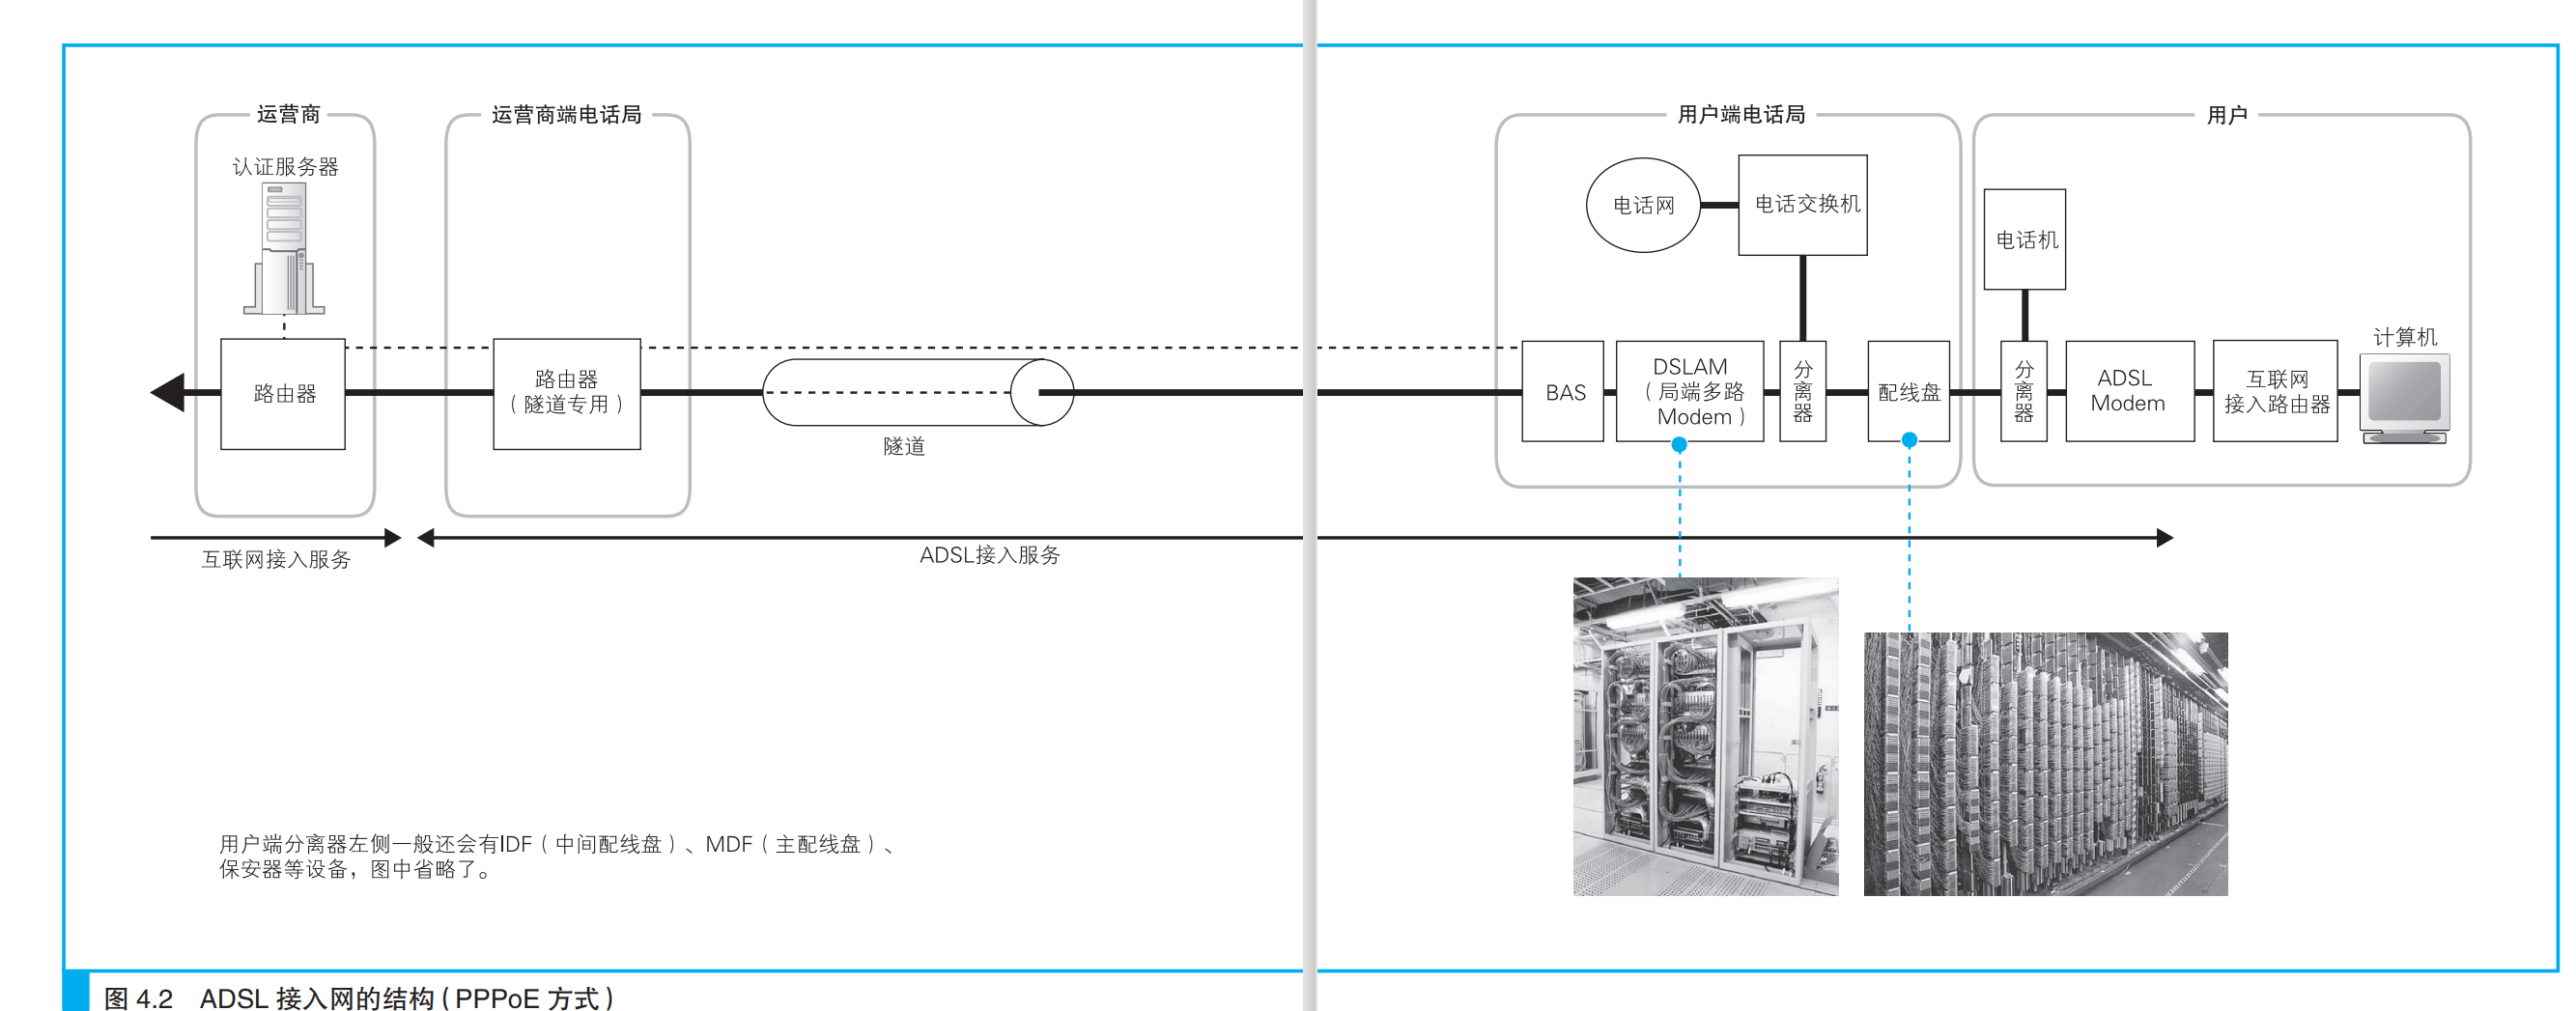 运营商
运营商端电话局
用户端电话局
用户
认证服务器
电话网
电话交换机
电话机
计算机
路由器
路由器
（隧道专用）
隧道
BAS
DSLAM
（局端多路
Modem）
分
离
器
配线盘
分
离
器
ADSL
Modem
互联网
接入路由器
互联网接入服务
ADSL接入服务
用户端分离器左侧一般还会有IDF（中间配线盘）、MDF（主配线盘）、
保安器等设备，图中省略了。
图 4.2 ADSL 接入网的结构（PPPoE 方式）